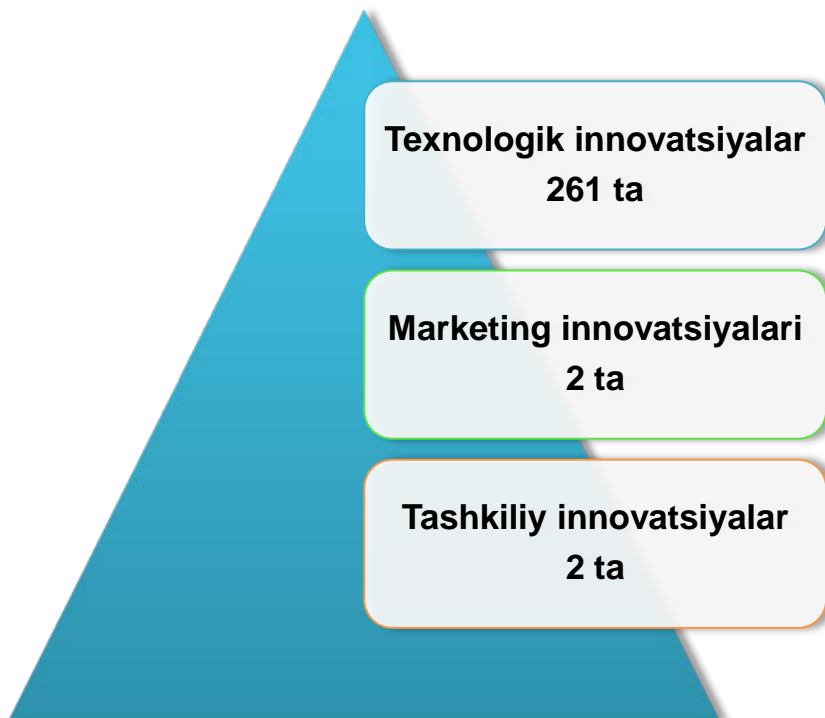 Texnologik innovatsiyalar
261 ta
Marketing innovatsiyalari
2 ta
Tashkiliy innovatsiyalar
2 ta